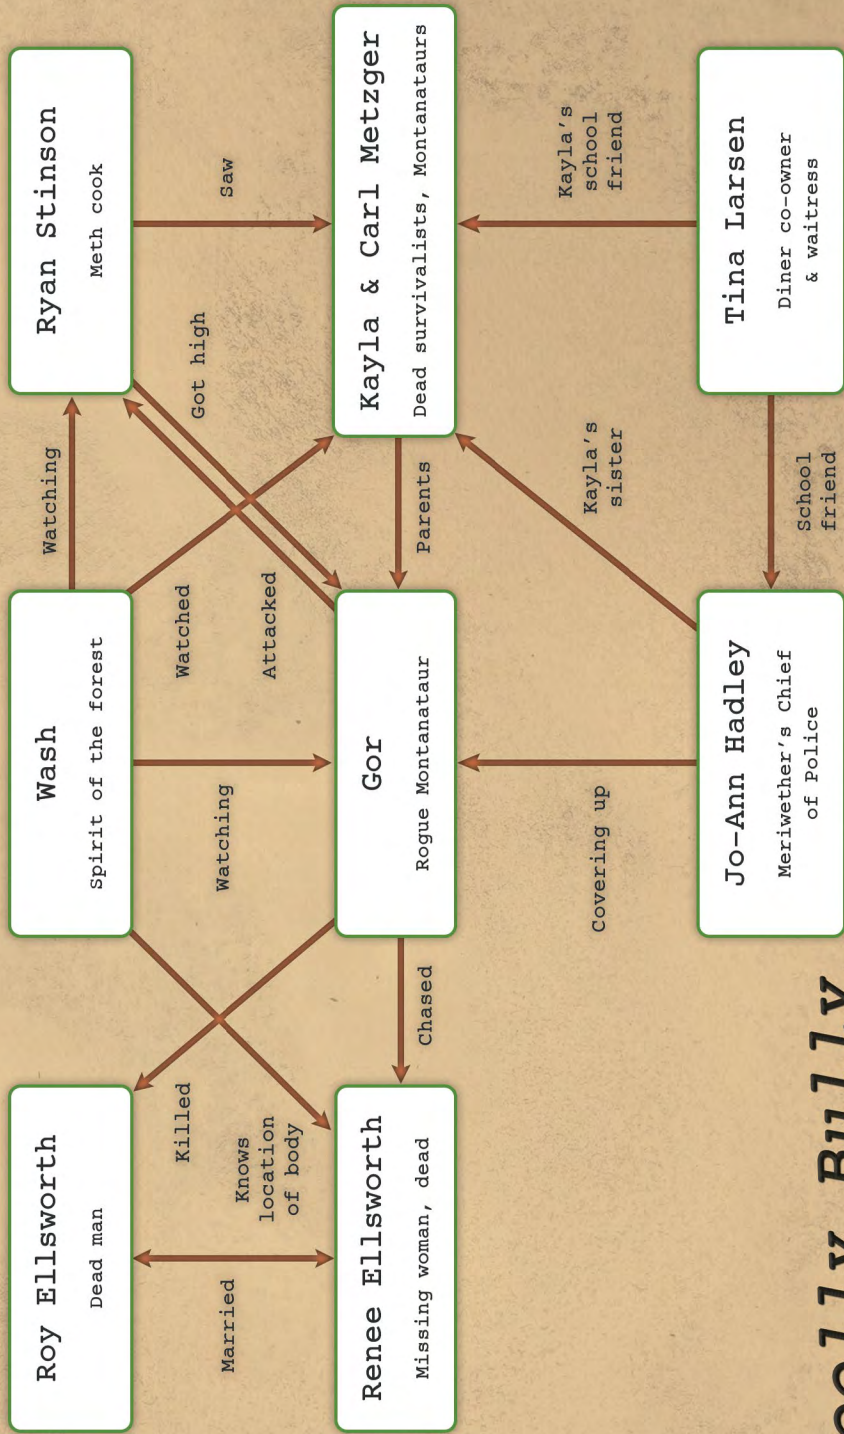 Roy Ellsworth
Dead man
Wash
Spirit of the forest
Watching
Ryan Stinson
Meth cook
Married
Killed
Knows
location
of body
Watching
Watched
Attacked
Got high
Saw
Renee Ellsworth
Missing woman, dead
Chased
Gor
Rogue Montanataur
Parents
Kayla & Carl Metzger
Dead survivalists, Montanataurs
Covering up
Kayla's
sister
Kayla's
school
friend
Jo-Ann Hadley
Meriwether's Chief
of Police
School
friend
Tina Larsen
Diner co-owner
& waitress
Bully